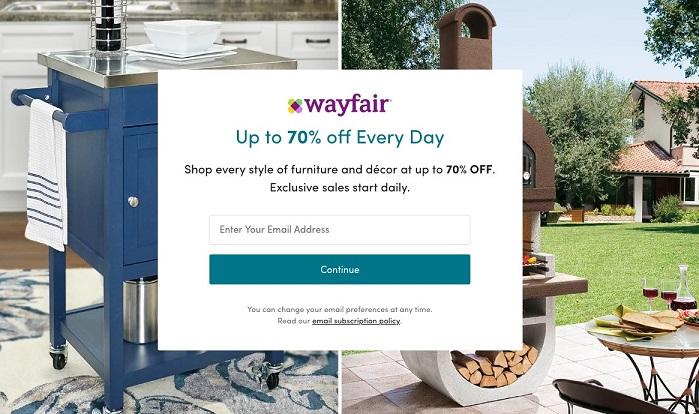 wayfair
Up to 70% off Every Day
Shop every style of furniture and décor at up to 70% OFF.
Exclusive sales start daily.
Enter Your Email Address
Continue
You can change your email preferences at any time.
Read our email subscription policy.